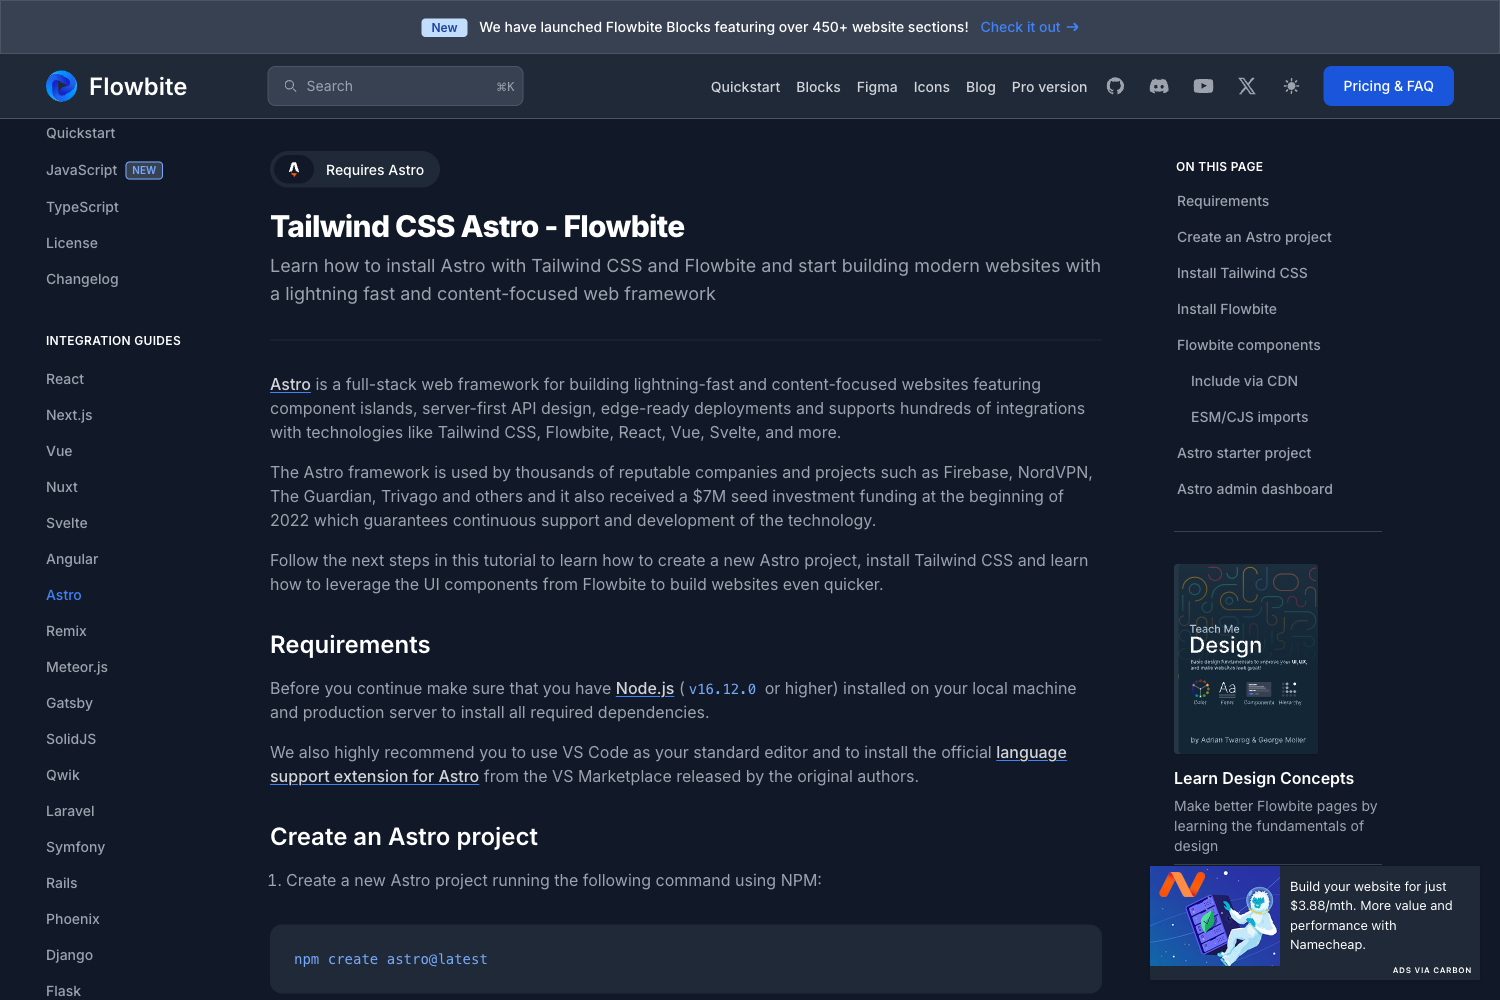 New We have launched Flowbite Blocks featuring over 450+ website sections! Check it out
Flowbite
Search ⌘K
Quickstart Blocks Figma Icons Blog Pro version Pricing & FAQ
Quickstart
JavaScript NEW
TypeScript
License
Changelog
INTEGRATION GUIDES
React
Next.js
Vue
Nuxt
Svelte
Angular
Astro
Remix
Meteor.js
Gatsby
SolidJS
Qwik
Laravel
Symfony
Rails
Phoenix
Django
Flask
Requires Astro
Tailwind CSS Astro - Flowbite
Learn how to install Astro with Tailwind CSS and Flowbite and start building modern websites with
a lightning fast and content-focused web framework
Astro is a full-stack web framework for building lightning-fast and content-focused websites featuring
component islands, server-first API design, edge-ready deployments and supports hundreds of integrations
with technologies like Tailwind CSS, Flowbite, React, Vue, Svelte, and more.
The Astro framework is used by thousands of reputable companies and projects such as Firebase, NordVPN,
The Guardian, Trivago and others and it also received a $7M seed investment funding at the beginning of
2022 which guarantees continuous support and development of the technology.
Follow the next steps in this tutorial to learn how to create a new Astro project, install Tailwind CSS and learn
how to leverage the UI components from Flowbite to build websites even quicker.
Requirements
Before you continue make sure that you have Node.js ( v16.12.0 or higher) installed on your local machine
and production server to install all required dependencies.
We also highly recommend you to use VS Code as your standard editor and to install the official language
support extension for Astro from the VS Marketplace released by the original authors.
Create an Astro project
1. Create a new Astro project running the following command using NPM:
npm create astro@latest
ON THIS PAGE
Requirements
Create an Astro project
Install Tailwind CSS
Install Flowbite
Flowbite components
Include via CDN
ESM/CJS imports
Astro starter project
Astro admin dashboard
Teach Me
Design
Basic design fundamentals to improve your UI, UX,
and make websites look great!
Aa
Color Fonts Components Hierarchy
by Adrian Twarog & George Moller
Learn Design Concepts
Make better Flowbite pages by
learning the fundamentals of
design
Build your website for just
$3.88/mth. More value and
performance with
Namecheap.
ADS VIA CARBON